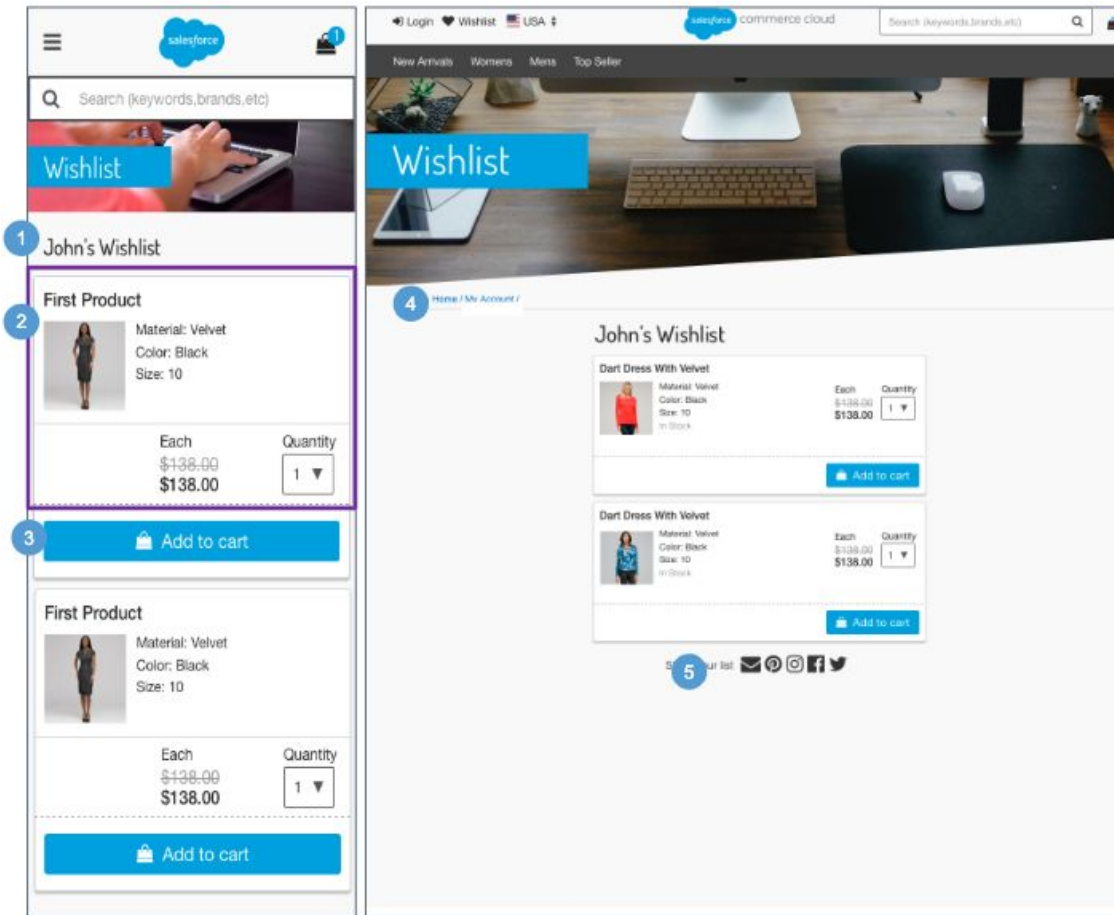 salesforce
1
Search (keywords,brands,etc)
Wishlist
1
John's Wishlist
2
First Product
Material: Velvet
Color: Black
Size: 10
Each
Quantity
$138.00
$138.00
1
3
Add to cart
First Product
Material: Velvet
Color: Black
Size: 10
Each
Quantity
$138.00
$138.00
1
Add to cart
Login Wishlist USA
salesforce commerce cloud
Search (keywords,brands,etc)
New Arrivals Womens Mens Top Seller
Wishlist
4
Home / My Account /
John's Wishlist
Dart Dress With Velvet
Material: Velvet
Color: Black
Size: 10
In Stock
Each
Quantity
$138.00
$138.00
1
Add to cart
Dart Dress With Velvet
Material: Velvet
Color: Black
Size: 10
In Stock
Each
Quantity
$138.00
$138.00
1
Add to cart
5
list